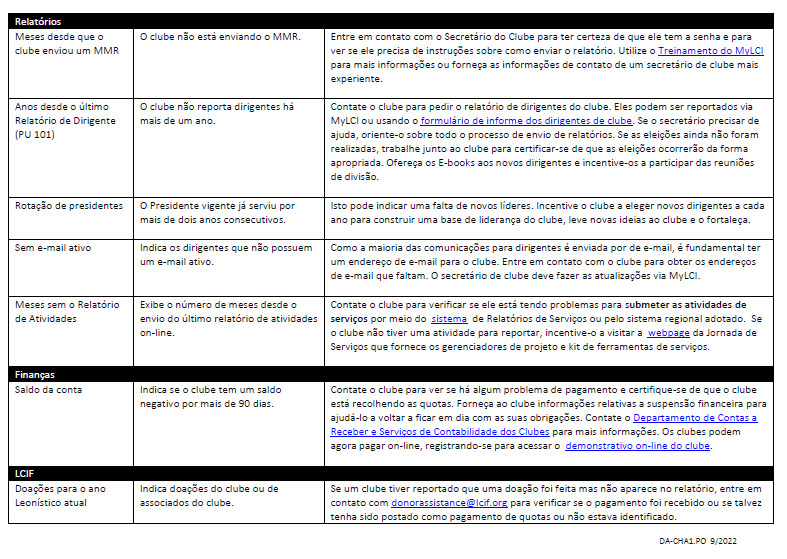 Relatórios
Meses desde que o
clube enviou um MMR
O clube não está enviando o MMR.
Entre em contato com o Secretário do Clube para ter certeza de que ele tem a senha e para
ver se ele precisa de instruções sobre como enviar o relatório. Utilize o Treinamento do MyLCI
para mais informações ou forneça as informações de contato de um secretário de clube mais
experiente.
Anos desde o último
Relatório de Dirigente
(PU 101)
O clube não reporta dirigentes há
mais de um ano.
Contate o clube para pedir o relatório de dirigentes do clube. Eles podem ser reportados via
MyLCI ou usando o formulário de informe dos dirigentes de clube. Se o secretário precisar de
ajuda, oriente-o sobre todo o processo de envio de relatórios. Se as eleições ainda não foram
realizadas, trabalhe junto ao clube para certificar-se de que as eleições ocorrerão da forma
apropriada. Ofereça os E-books aos novos dirigentes e incentive-os a participar das reuniões
de divisão.
Rotação de presidentes
O Presidente vigente já serviu por
mais de dois anos consecutivos.
Isto pode indicar uma falta de novos líderes. Incentive o clube a eleger novos dirigentes a cada
ano para construir uma base de liderança do clube, leve novas ideias ao clube e o fortaleça.
Sem e-mail ativo
Indica os dirigentes que não possuem
um e-mail ativo.
Como a maioria das comunicações para dirigentes é enviada por de e-mail, é fundamental ter
um endereço de e-mail para o clube. Entre em contato com o clube para obter os endereços
de e-mail que faltam. O secretário de clube deve fazer as atualizações via MyLCI.
Meses sem o Relatório
de Atividades
Exibe o número de meses desde o
envio do último relatório de atividades
on-line.
Contate o clube para verificar se ele está tendo problemas para submeter as atividades de
serviços por meio do sistema de Relatórios de Serviços ou pelo sistema regional adotado. Se
o clube não tiver uma atividade para reportar, incentive-o a visitar a webpage da Jornada de
Serviços que fornece os gerenciadores de projeto e kit de ferramentas de serviços.
Finanças
Saldo da conta
Indica se o clube tem um saldo
negativo por mais de 90 dias.
Contate o clube para ver se há algum problema de pagamento e certifique-se de que o clube
está recolhendo as quotas. Forneça ao clube informações relativas a suspensão financeira para
ajudá-lo a voltar a ficar em dia com as suas obrigações. Contate o Departamento de Contas a
Receber e Serviços de Contabilidade dos Clubes para mais informações. Os clubes podem
agora pagar on-line, registrando-se para acessar o demonstrativo on-line do clube.
LCIF
Doações para o ano
Leonístico atual
Indica doações do clube ou de
associados do clube.
Se um clube tiver reportado que uma doação foi feita mas não aparece no relatório, entre em
contato com donorassistance@lcif.org para verificar se o pagamento foi recebido ou se talvez
tenha sido postado como pagamento de quotas ou não estava identificado.
DA-CHA1.PO 9/2022